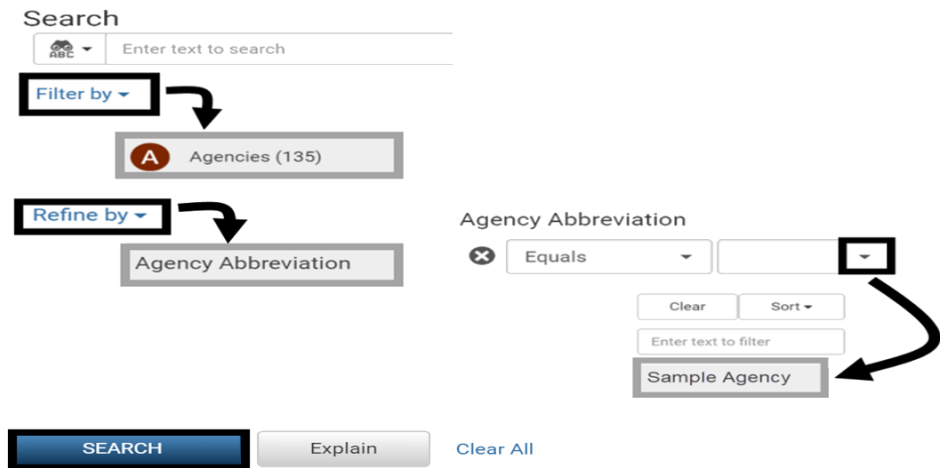 Search
ABC
Enter text to search
Filter by
A Agencies (135)
Refine by
Agency Abbreviation
Agency Abbreviation
Equals
Clear Sort
Enter text to filter
Sample Agency
SEARCH Explain Clear All